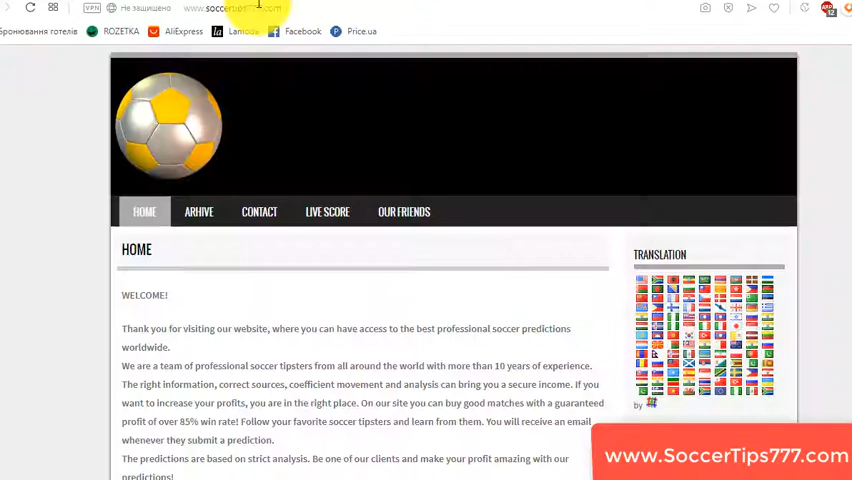 VPN Не защищено www.soccertips777.com
Бронювання готелів ROZETKA AliExpress la Lamoda Facebook P Price.ua
HOME ARHIVE CONTACT LIVE SCORE OUR FRIENDS
HOME
WELCOME!
Thank you for visiting our website, where you can have access to the best professional soccer predictions
worldwide.
We are a team of professional soccer tipsters from all around the world with more than 10 years of experience.
The right information, correct sources, coefficient movement and analysis can bring you a secure income. If you
want to increase your profits, you are in the right place. On our site you can buy good matches with a guaranteed
profit of over 85% win rate! Follow your favorite soccer tipsters and learn from them. You will receive an email
whenever they submit a prediction.
The predictions are based on strict analysis. Be one of our clients and make your profit amazing with our
predictions!
TRANSLATION
by
www.SoccerTips777.com